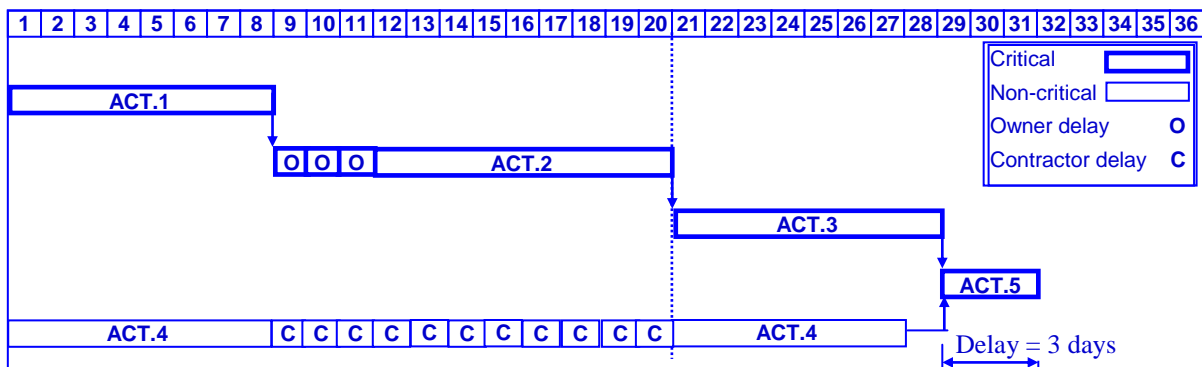 1 2 3 4 5 6 7 8 9 10 11 12 13 14 15 16 17 18 19 20 21 22 23 24 25 26 27 28 29 30 31 32 33 34 35 36
Critical
ACT.1
Non-critical
Owner delay O
O O O ACT.2
Contractor delay C
ACT.3
ACT.5
ACT.4 C C C C C C C C C C C C ACT.4
Delay = 3 days